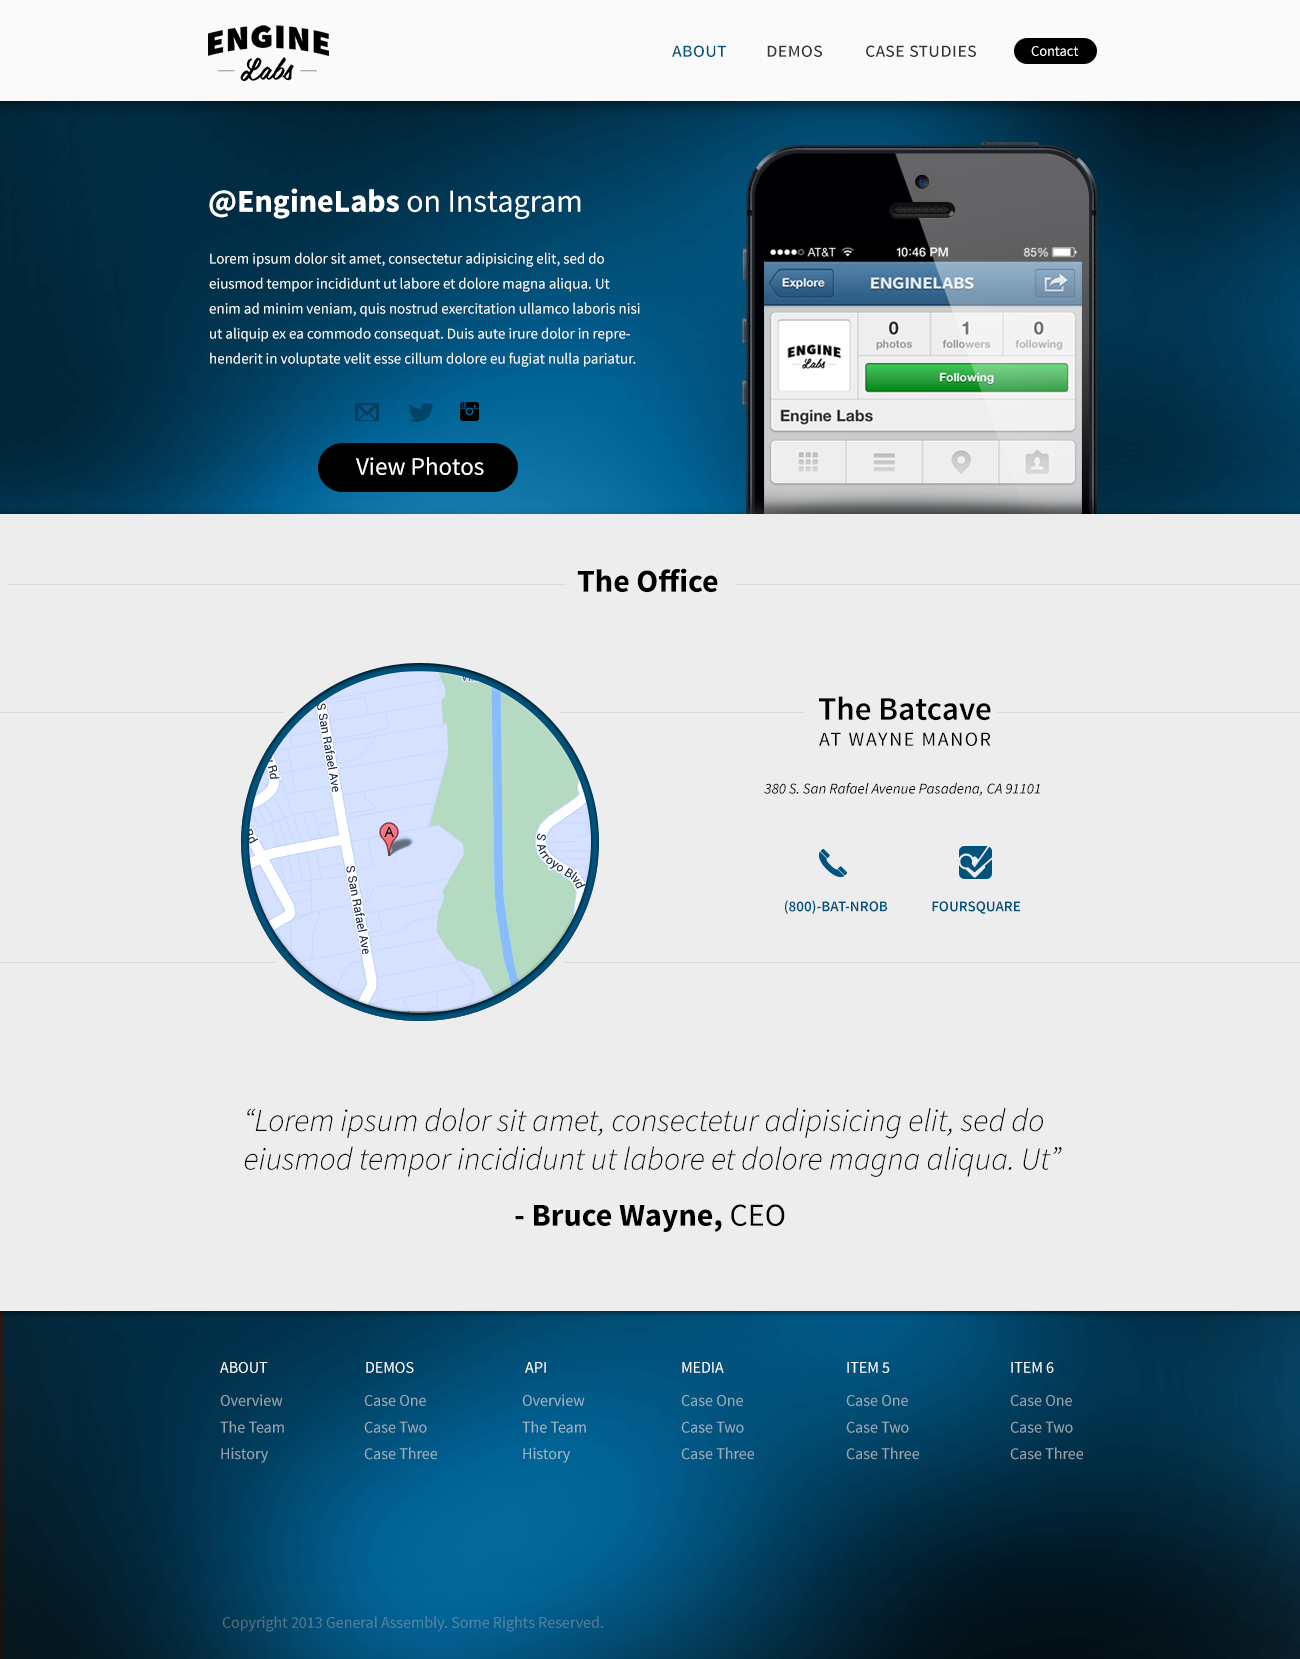 ENGINE
Labs
ABOUT DEMOS CASE STUDIES Contact
@EngineLabs on Instagram
Lorem ipsum dolor sit amet, consectetur adipisicing elit, sed do
eiusmod tempor incididunt ut labore et dolore magna aliqua. Ut
enim ad minim veniam, quis nostrud exercitation ullamco laboris nisi
ut aliquip ex ea commodo consequat. Duis aute irure dolor in repre-
henderit in voluptate velit esse cillum dolore eu fugiat nulla pariatur.
View Photos
AT&T 10:46 PM 85%
Explore ENGINELABS
ENGINE
Labs
0 1 0
photos followers following
Following
Engine Labs
The Office
S San Rafael Ave
Rd
Rd
A
S Arroyo Blvd
S San Rafael Ave
The Batcave
AT WAYNE MANOR
380 S. San Rafael Avenue Pasadena, CA 91101
(800)-BAT-NROB FOURSQUARE
“Lorem ipsum dolor sit amet, consectetur adipisicing elit, sed do
eiusmod tempor incididunt ut labore et dolore magna aliqua. Ut”
- Bruce Wayne, CEO
ABOUT DEMOS API MEDIA ITEM 5 ITEM 6
Overview Case One Overview Case One Case One Case One
The Team Case Two The Team Case Two Case Two Case Two
History Case Three History Case Three Case Three Case Three
Copyright 2013 General Assembly. Some Rights Reserved.